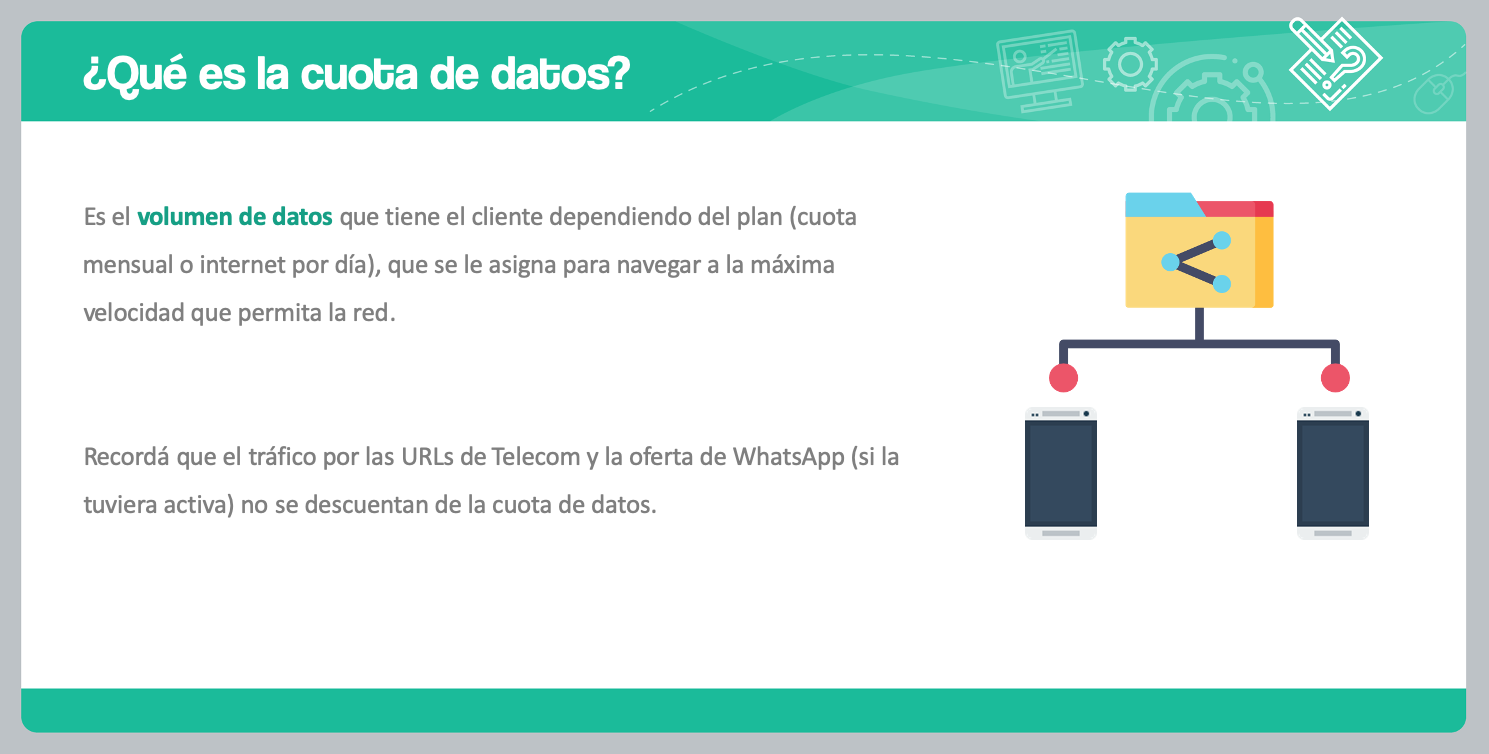 ¿Qué es la cuota de datos?
Es el volumen de datos que tiene el cliente dependiendo del plan (cuota
mensual o internet por día), que se le asigna para navegar a la máxima
velocidad que permita la red.
Recordá que el tráfico por las URLs de Telecom y la oferta de WhatsApp (si la
tuviera activa) no se descuentan de la cuota de datos.